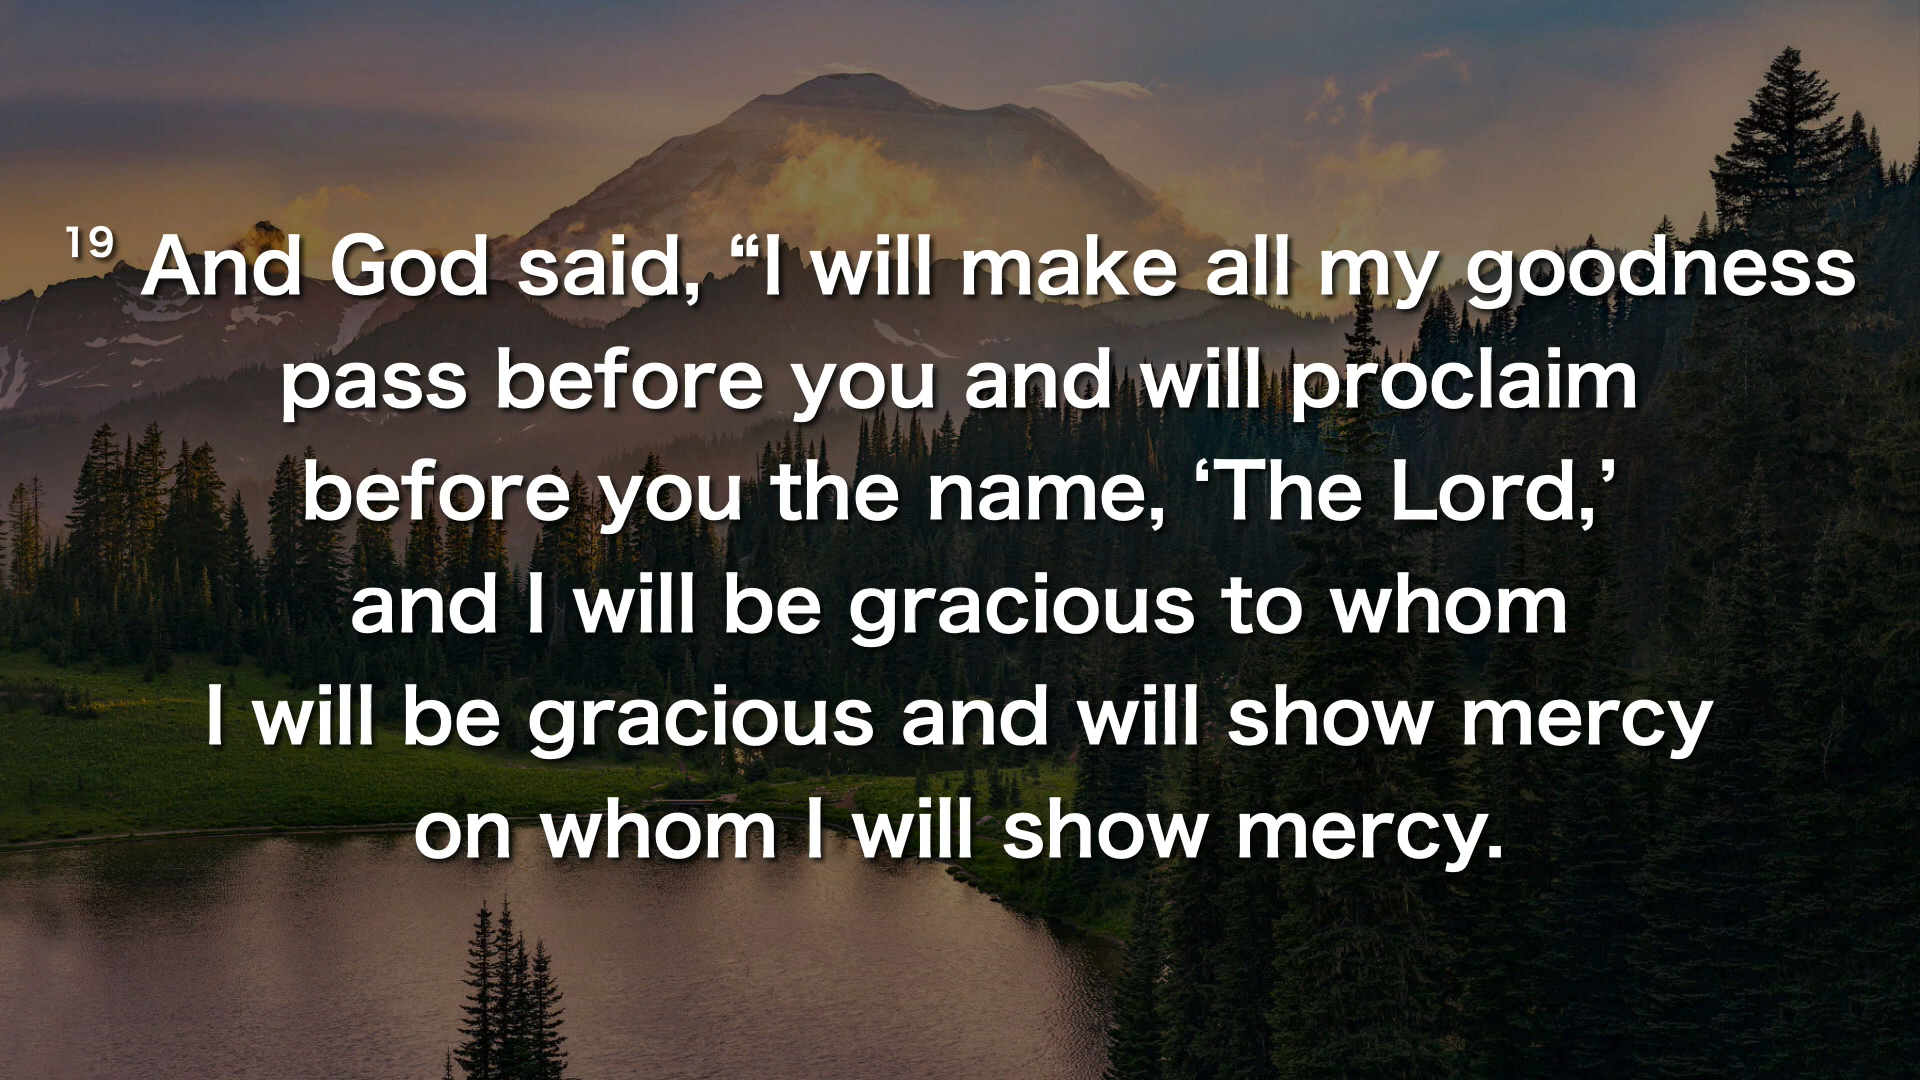 19 And God said, “I will make all my goodness
pass before you and will proclaim
before you the name, ‘The Lord,’
and I will be gracious to whom
I will be gracious and will show mercy
on whom I will show mercy.